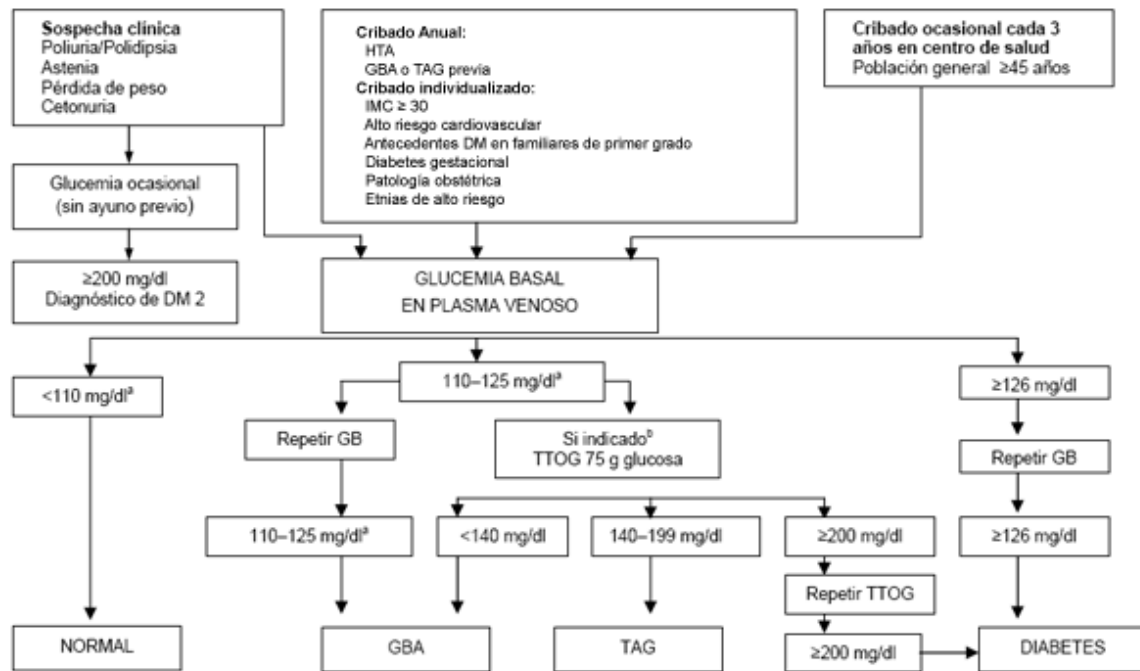 Sospecha clínica
Poliuria/Polidipsia
Astenia
Pérdida de peso
Cetonuria
Cribado Anual:
HTA
GBA o TAG previa
Cribado individualizado:
IMC ≥ 30
Alto riesgo cardiovascular
Antecedentes DM en familiares de primer grado
Diabetes gestacional
Patología obstétrica
Etnias de alto riesgo
Cribado ocasional cada 3
años en centro de salud
Población general ≥45 años
Glucemia ocasional
(sin ayuno previo)
≥200 mg/dl
Diagnóstico de DM 2
GLUCEMIA BASAL
EN PLASMA VENOSO
<110 mg/dlª
110–125 mg/dlª
≥126 mg/dl
Repetir GB
Si indicadoᵇ
TTOG 75 g glucosa
Repetir GB
110–125 mg/dlª
<140 mg/dl
140–199 mg/dl
≥200 mg/dl
≥126 mg/dl
Repetir TTOG
NORMAL
GBA
TAG
≥200 mg/dl
DIABETES